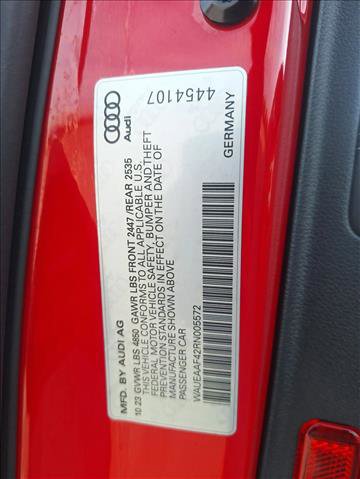 Audi
4454107
GERMANY
MFD. BY AUDI AG
10.23 GVWR LBS 4850 GAWR LBS FRONT 2447 /REAR 2535
THIS VEHICLE CONFORMS TO ALL APPLICABLE U.S.
FEDERAL MOTOR VEHICLE SAFETY, BUMPER AND THEFT
PREVENTION STANDARDS IN EFFECT ON THE DATE OF
MANUFACTURE SHOWN ABOVE
PASSENGER CAR
WAUEAAF42RN005572